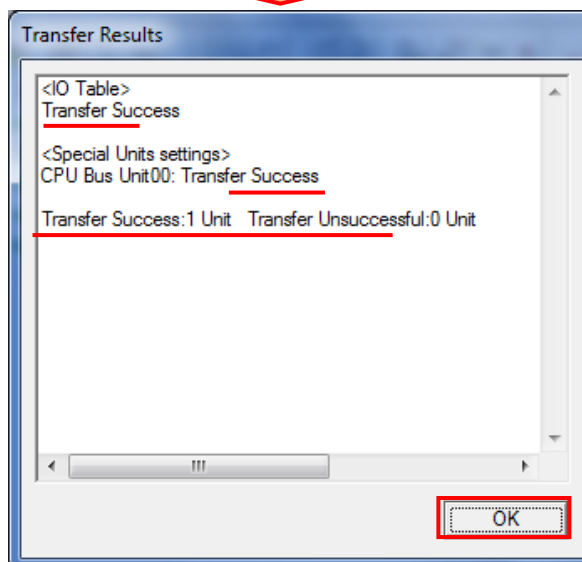 Transfer Results
<IO Table>
Transfer Success
<Special Units settings>
CPU Bus Unit00: Transfer Success
Transfer Success:1 Unit   Transfer Unsuccessful:0 Unit
OK